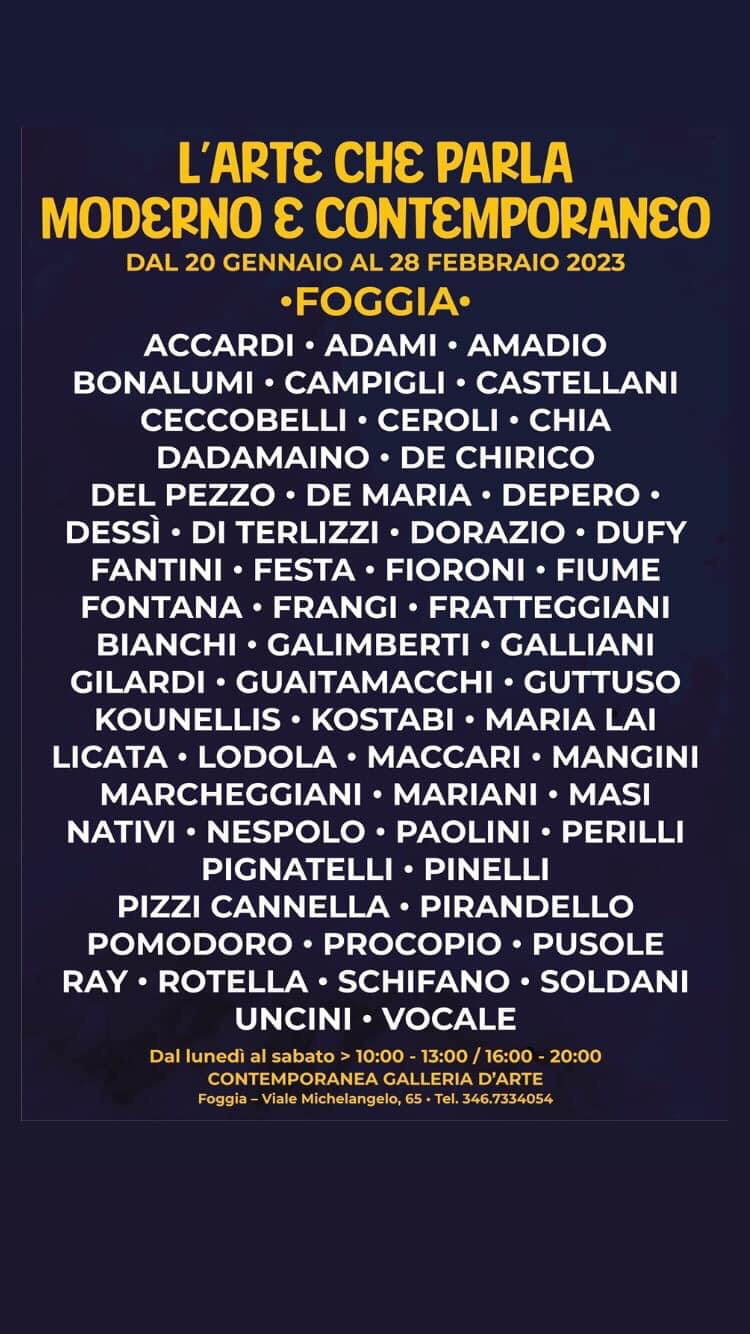 L'ARTE CHE PARLA
MODERNO E CONTEMPORANEO
DAL 20 GENNAIO AL 28 FEBBRAIO 2023
•FOGGIA•
ACCARDI • ADAMI • AMADIO
BONALUMI • CAMPIGLI • CASTELLANI
CECCOBELLI • CEROLI • CHIA
DADAMAINO • DE CHIRICO
DEL PEZZO • DE MARIA • DEPERO •
DESSÌ • DI TERLIZZI • DORAZIO • DUFY
FANTINI • FESTA • FIORONI • FIUME
FONTANA • FRANGI • FRATTEGGIANI
BIANCHI • GALIMBERTI • GALLIANI
GILARDI • GUAITAMACCHI • GUTTUSO
KOUNELLIS • KOSTABI • MARIA LAI
LICATA • LODOLA • MACCARI • MANGINI
MARCHEGGIANI • MARIANI • MASI
NATIVI • NESPOLO • PAOLINI • PERILLI
PIGNATELLI • PINELLI
PIZZI CANNELLA • PIRANDELLO
POMODORO • PROCOPIO • PUSOLE
RAY • ROTELLA • SCHIFANO • SOLDANI
UNCINI • VOCALE
Dal lunedì al sabato > 10:00 - 13:00 / 16:00 - 20:00
CONTEMPORANEA GALLERIA D'ARTE
Foggia – Viale Michelangelo, 65 • Tel. 346.7334054